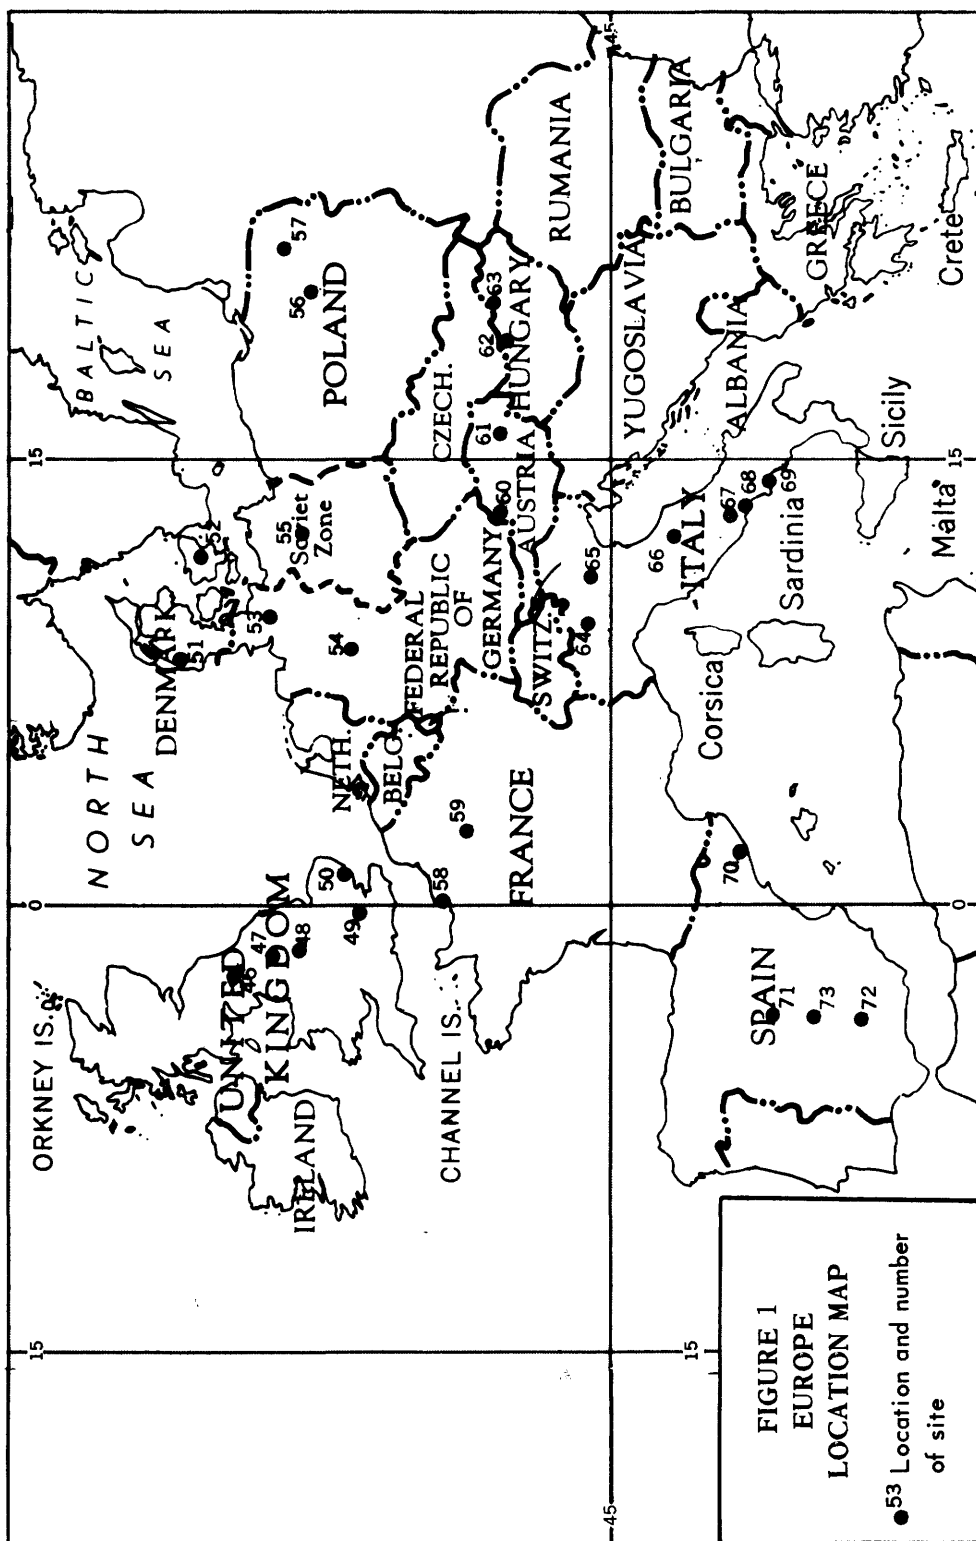 ORKNEY IS.
NORTH
SEA
BALTIC
SEA
DENMARK
51
52
53
UNITED
KINGDOM
46
47
48
49
50
IRELAND
NETH.
BELG.
54
55
Soviet
Zone
56
57
POLAND
CHANNEL IS.
58
59
FRANCE
FEDERAL
REPUBLIC
OF
GERMANY
CZECH.
60
61
62
63
AUSTRIA
HUNGARY
RUMANIA
SWITZ.
64
65
YUGOSLAVIA
BULGARIA
ALBANIA
GREECE
Crete
66
67
68
69
ITALY
Corsica
Sardinia
Sicily
Malta
70
SPAIN
71
73
72
15
0
15
45
45
15
0
15
FIGURE 1
EUROPE
LOCATION MAP
53 Location and number
of site